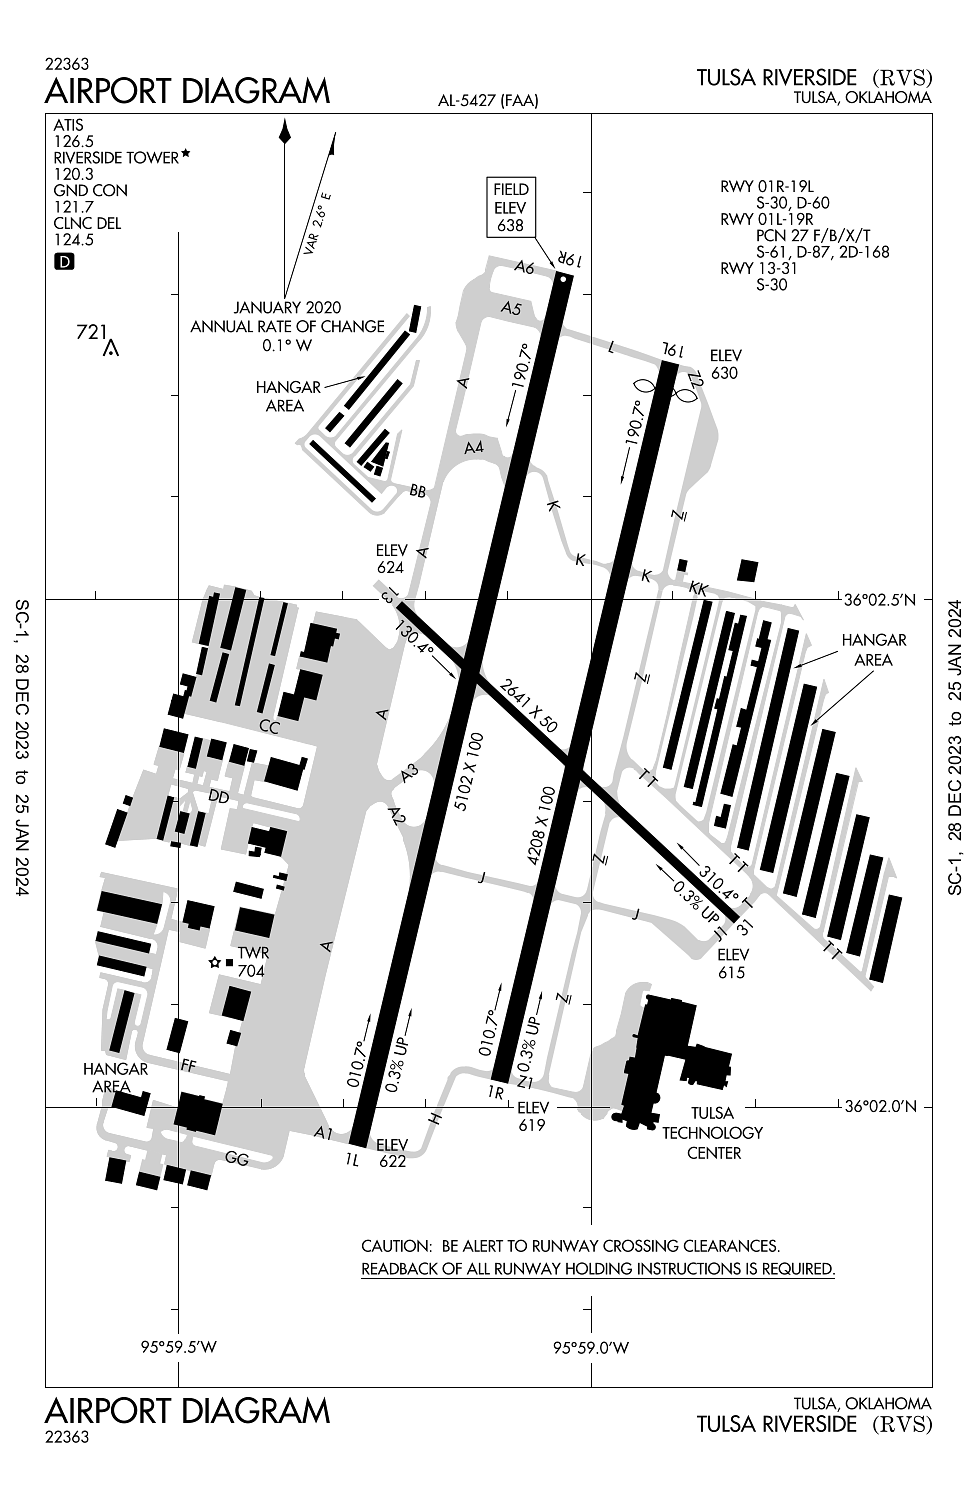 22363
AIRPORT DIAGRAM
AL-5427 (FAA)
TULSA RIVERSIDE (RVS)
TULSA, OKLAHOMA
ATIS
126.5
RIVERSIDE TOWER★
120.3
GND CON
121.7
CLNC DEL
124.5
D
VAR 2.6° E
JANUARY 2020
ANNUAL RATE OF CHANGE
0.1° W
FIELD
ELEV
638
RWY 01R-19L
S-30, D-60
RWY 01L-19R
PCN 27 F/B/X/T
S-61, D-87, 2D-168
RWY 13-31
S-30
721
HANGAR
AREA
A6
19R
A5
L
19L
ELEV
630
Z2
190.7°
190.7°
A
A4
BB
K
Z
K
K
KK
ELEV
624
A
13
130.4°
36°02.5'N
HANGAR
AREA
2641 X 50
Z
A
CC
A3
A2
DD
5102 X 100
4208 X 100
TT
Z
TT
310.4°
0.3% UP
T
J
J
J1
31
ELEV
615
TT
TWR
704
A
Z
010.7°
0.3% UP
010.7°
0.3% UP
HANGAR
AREA
FF
1R
Z1
ELEV
619
H
A1
1L
ELEV
622
GG
TULSA
TECHNOLOGY
CENTER
36°02.0'N
CAUTION: BE ALERT TO RUNWAY CROSSING CLEARANCES.
READBACK OF ALL RUNWAY HOLDING INSTRUCTIONS IS REQUIRED.
95°59.5'W
95°59.0'W
SC-1, 28 DEC 2023 to 25 JAN 2024
SC-1, 28 DEC 2023 to 25 JAN 2024
AIRPORT DIAGRAM
22363
TULSA, OKLAHOMA
TULSA RIVERSIDE (RVS)